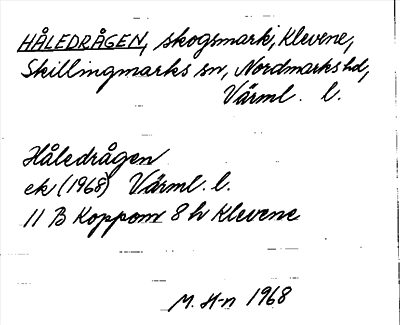 HÅLEDRÅGEN, skogsmark, Klevene,
Skillingmarks sn, Nordmarks hd,
Värml. l.
Håledrågen
ek (1968) Värml. l.
11 B Koppom 8 h Klevene
M. H-n 1968